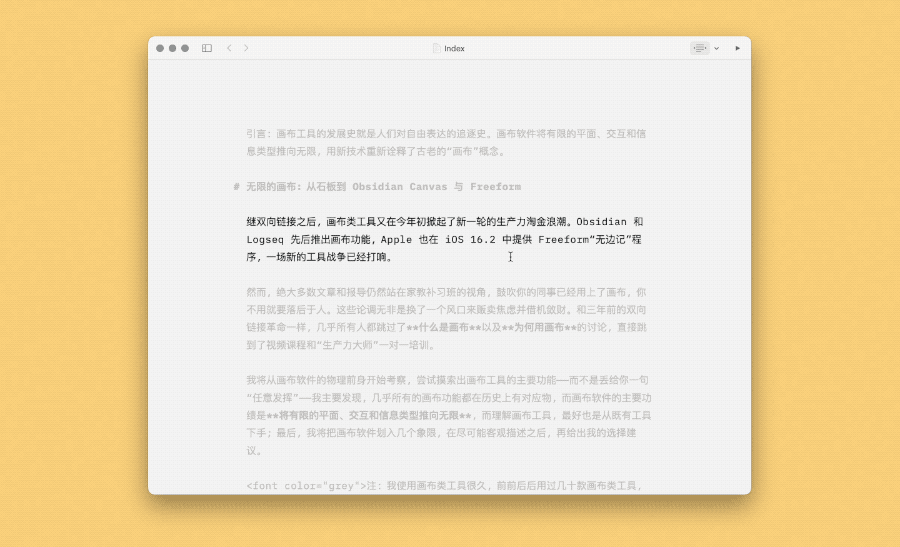 Index
引言：画布工具的发展史就是人们对自由表达的追逐史。画布软件将有限的平面、交互和信
息类型推向无限，用新技术重新诠释了古老的“画布”概念。
# 无限的画布：从石板到 Obsidian Canvas 与 Freeform
继双向链接之后，画布类工具又在今年初掀起了新一轮的生产力淘金浪潮。Obsidian 和
Logseq 先后推出画布功能，Apple 也在 iOS 16.2 中提供 Freeform“无边记”程
序，一场新的工具战争已经打响。
然而，绝大多数文章和报导仍然站在家教补习班的视角，鼓吹你的同事已经用上了画布，你
不用就要落后于人。这些论调无非是换了一个风口来贩卖焦虑并借机敛财。和三年前的双向
链接革命一样，几乎所有人都跳过了**什么是画布**以及**为何用画布**的讨论，直接跳
到了视频课程和“生产力大师”一对一培训。
我将从画布软件的物理前身开始考察，尝试摸索出画布工具的主要功能——而不是丢给你一句
“任意发挥”——我主要发现，几乎所有的画布功能都在历史上有对应物，而画布软件的主要功
绩是**将有限的平面、交互和信息类型推向无限**，而理解画布工具，最好也是从既有工具
下手；最后，我将把画布软件划入几个象限，在尽可能客观描述之后，再给出我的选择建
议。
<font color="grey">注：我使用画布类工具很久，前前后后用过几十款画布类工具，